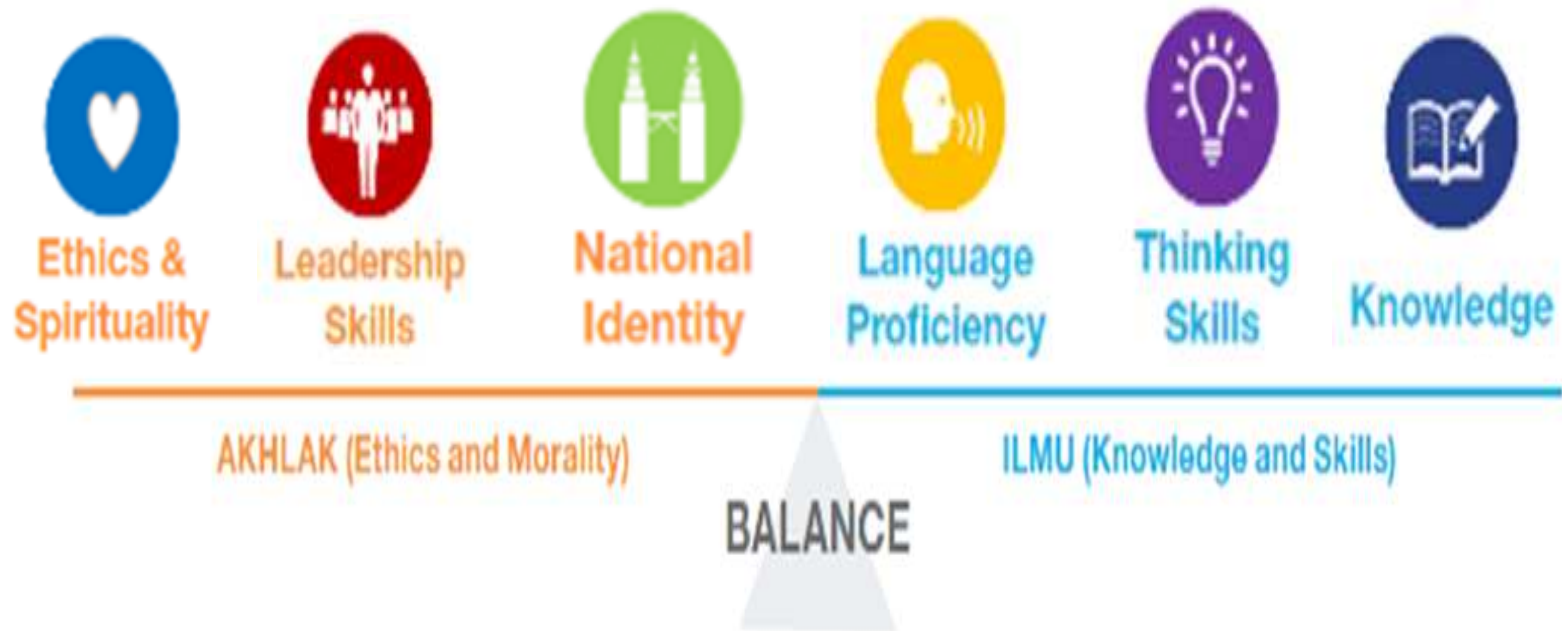 Ethics &
Spirituality
Leadership
Skills
National
Identity
Language
Proficiency
Thinking
Skills
Knowledge
AKHLAK (Ethics and Morality)
ILMU (Knowledge and Skills)
BALANCE